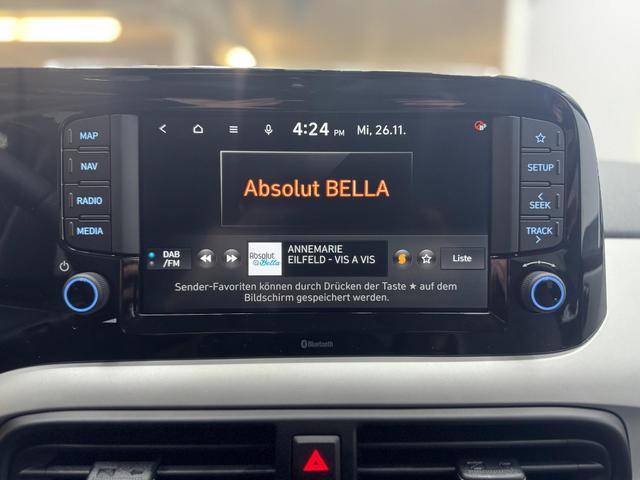 4:24 PM Mi, 26.11.
MAP
NAV
RADIO
MEDIA
Absolut BELLA
SETUP
SEEK
TRACK
DAB
/FM
Absolut
Bella
ANNEMARIE
EILFELD - VIS A VIS
Liste
Sender-Favoriten können durch Drücken der Taste ★ auf dem
Bildschirm gespeichert werden.
Bluetooth